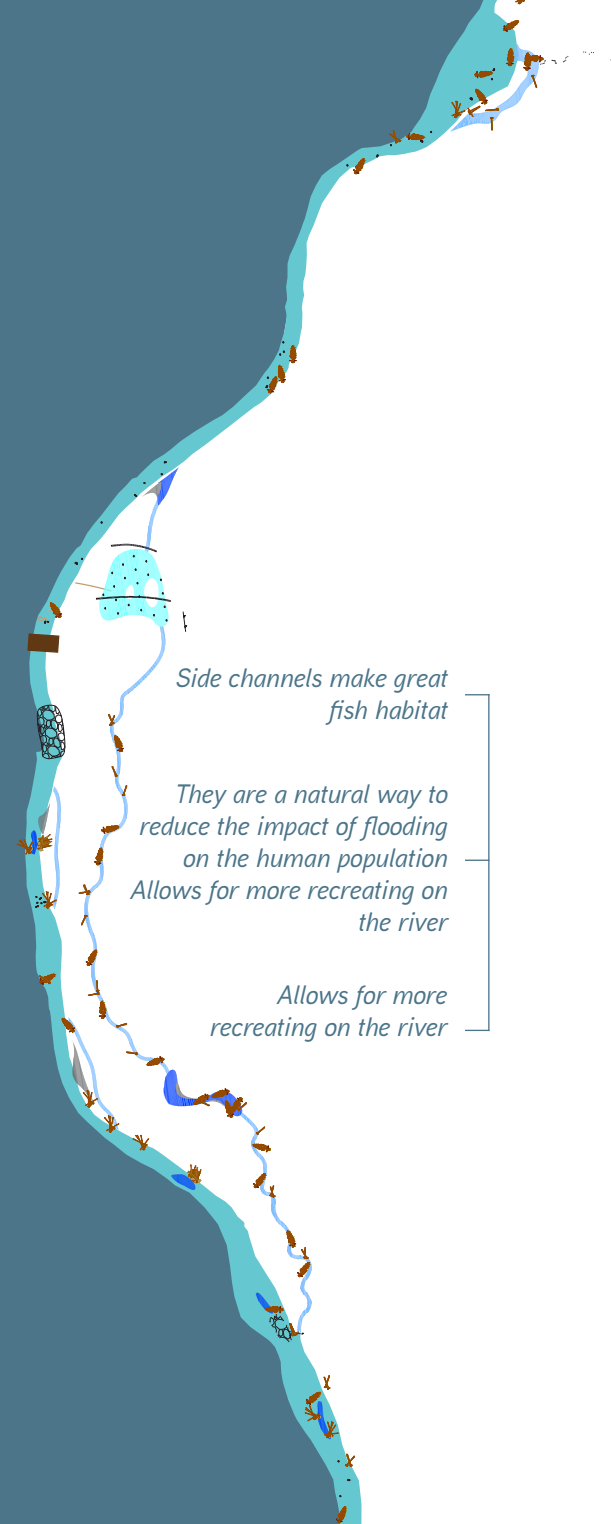 Side channels make great
fish habitat
They are a natural way to
reduce the impact of flooding
on the human population
Allows for more recreating on
the river
Allows for more
recreating on the river